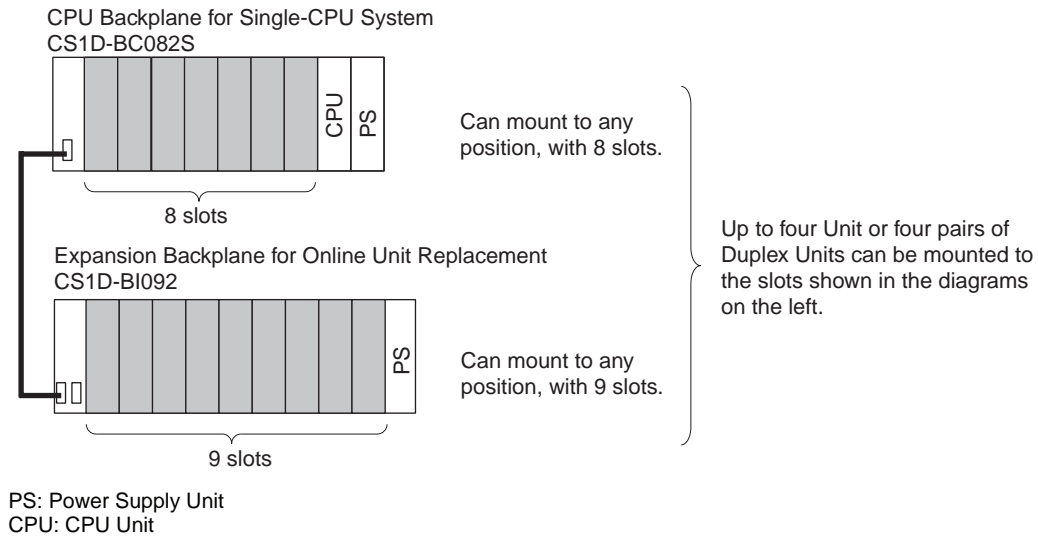 CPU Backplane for Single-CPU System
CS1D-BC082S
CPU
PS
Can mount to any
position, with 8 slots.
8 slots
Up to four Unit or four pairs of
Duplex Units can be mounted to
the slots shown in the diagrams
on the left.
Expansion Backplane for Online Unit Replacement
CS1D-BI092
PS
Can mount to any
position, with 9 slots.
9 slots
PS: Power Supply Unit
CPU: CPU Unit